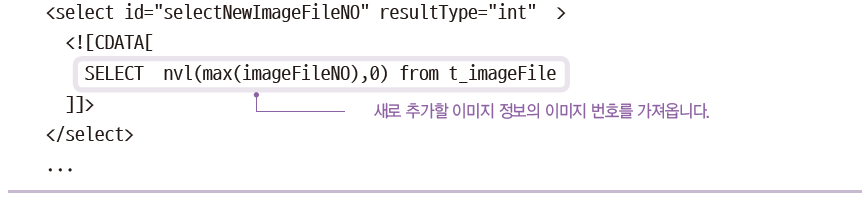 <select id="selectNewImageFileNO" resultType="int"  >
<![CDATA[
SELECT  nvl(max(imageFileNO),0) from t_imageFile
]]>
새로 추가할 이미지 정보의 이미지 번호를 가져옵니다.
</select>
...